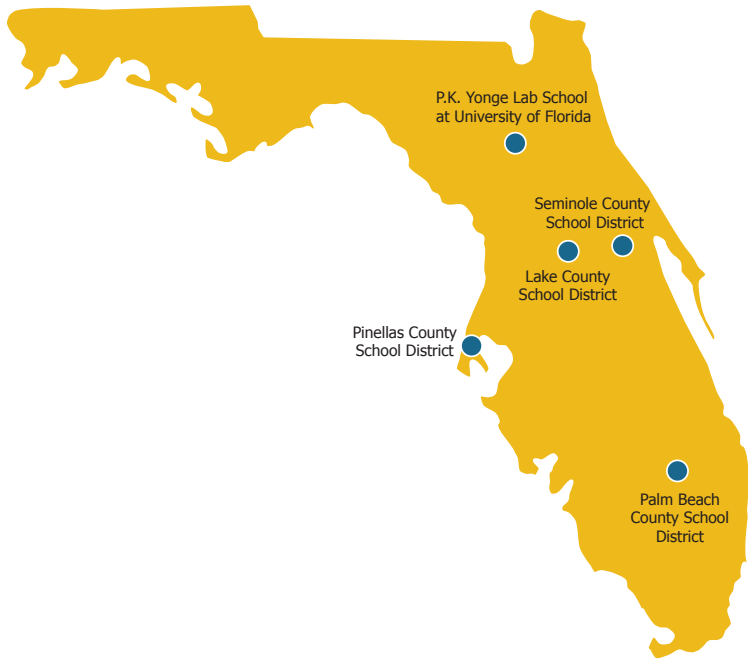 P.K. Yonge Lab School
at University of Florida
Seminole County
School District
Lake County
School District
Pinellas County
School District
Palm Beach
County School
District